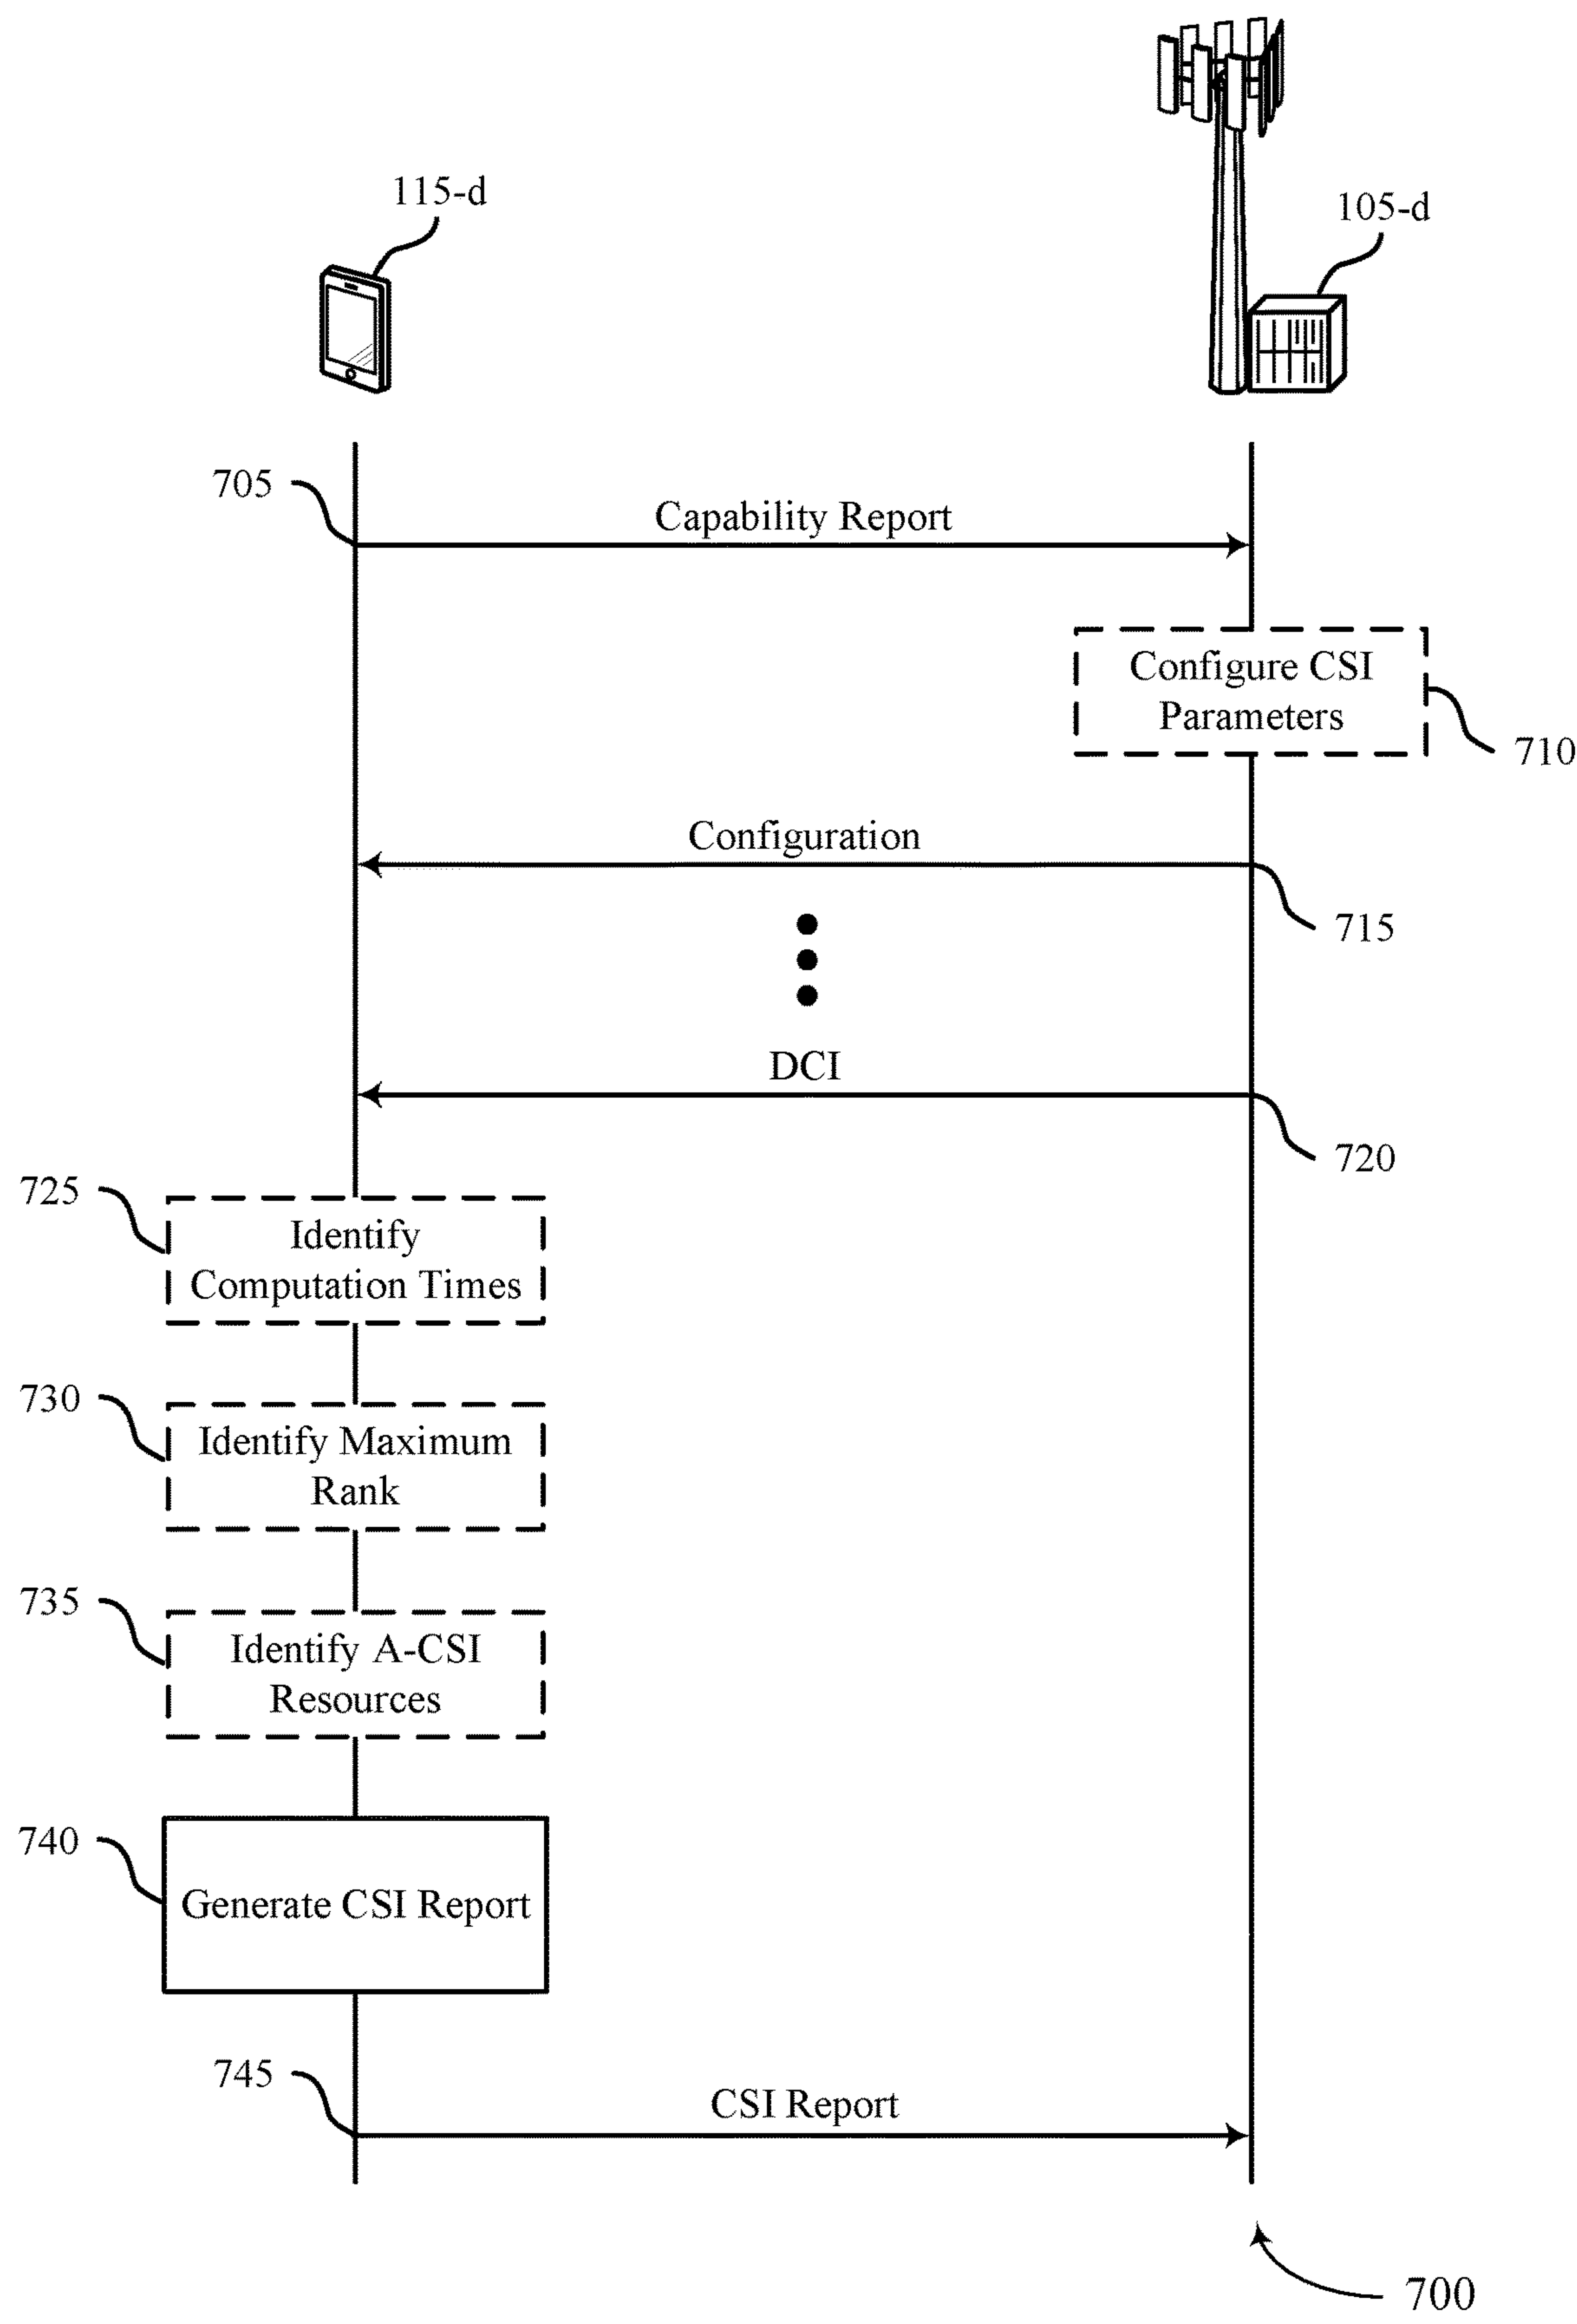 115-d
105-d
705
Capability Report
Configure CSI
Parameters
710
Configuration
715
DCI
720
725
Identify
Computation Times
730
Identify Maximum
Rank
735
Identify A-CSI
Resources
740
Generate CSI Report
745
CSI Report
700